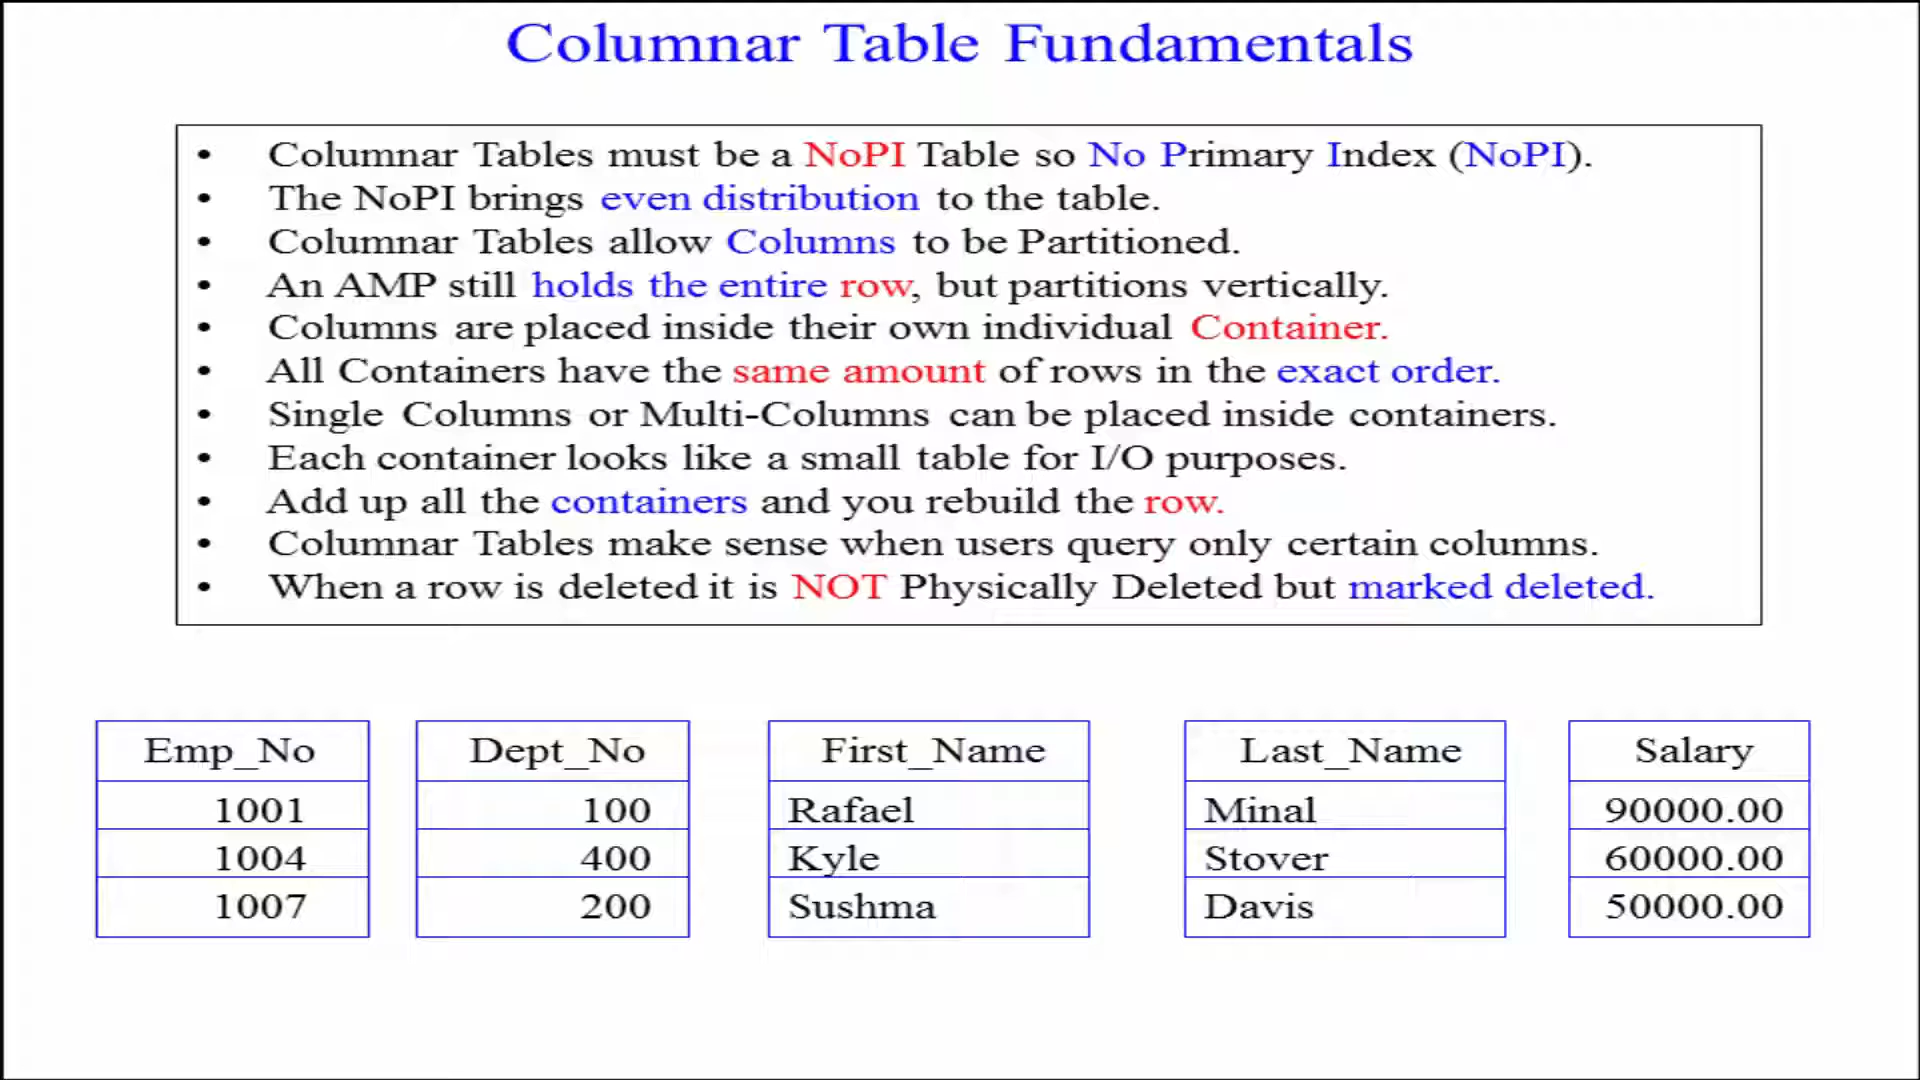 Columnar Table Fundamentals
• Columnar Tables must be a NoPI Table so No Primary Index (NoPI).
• The NoPI brings even distribution to the table.
• Columnar Tables allow Columns to be Partitioned.
• An AMP still holds the entire row, but partitions vertically.
• Columns are placed inside their own individual Container.
• All Containers have the same amount of rows in the exact order.
• Single Columns or Multi-Columns can be placed inside containers.
• Each container looks like a small table for I/O purposes.
• Add up all the containers and you rebuild the row.
• Columnar Tables make sense when users query only certain columns.
• When a row is deleted it is NOT Physically Deleted but marked deleted.
Emp_No Dept_No First_Name Last_Name Salary
1001 100 Rafael Minal 90000.00
1004 400 Kyle Stover 60000.00
1007 200 Sushma Davis 50000.00